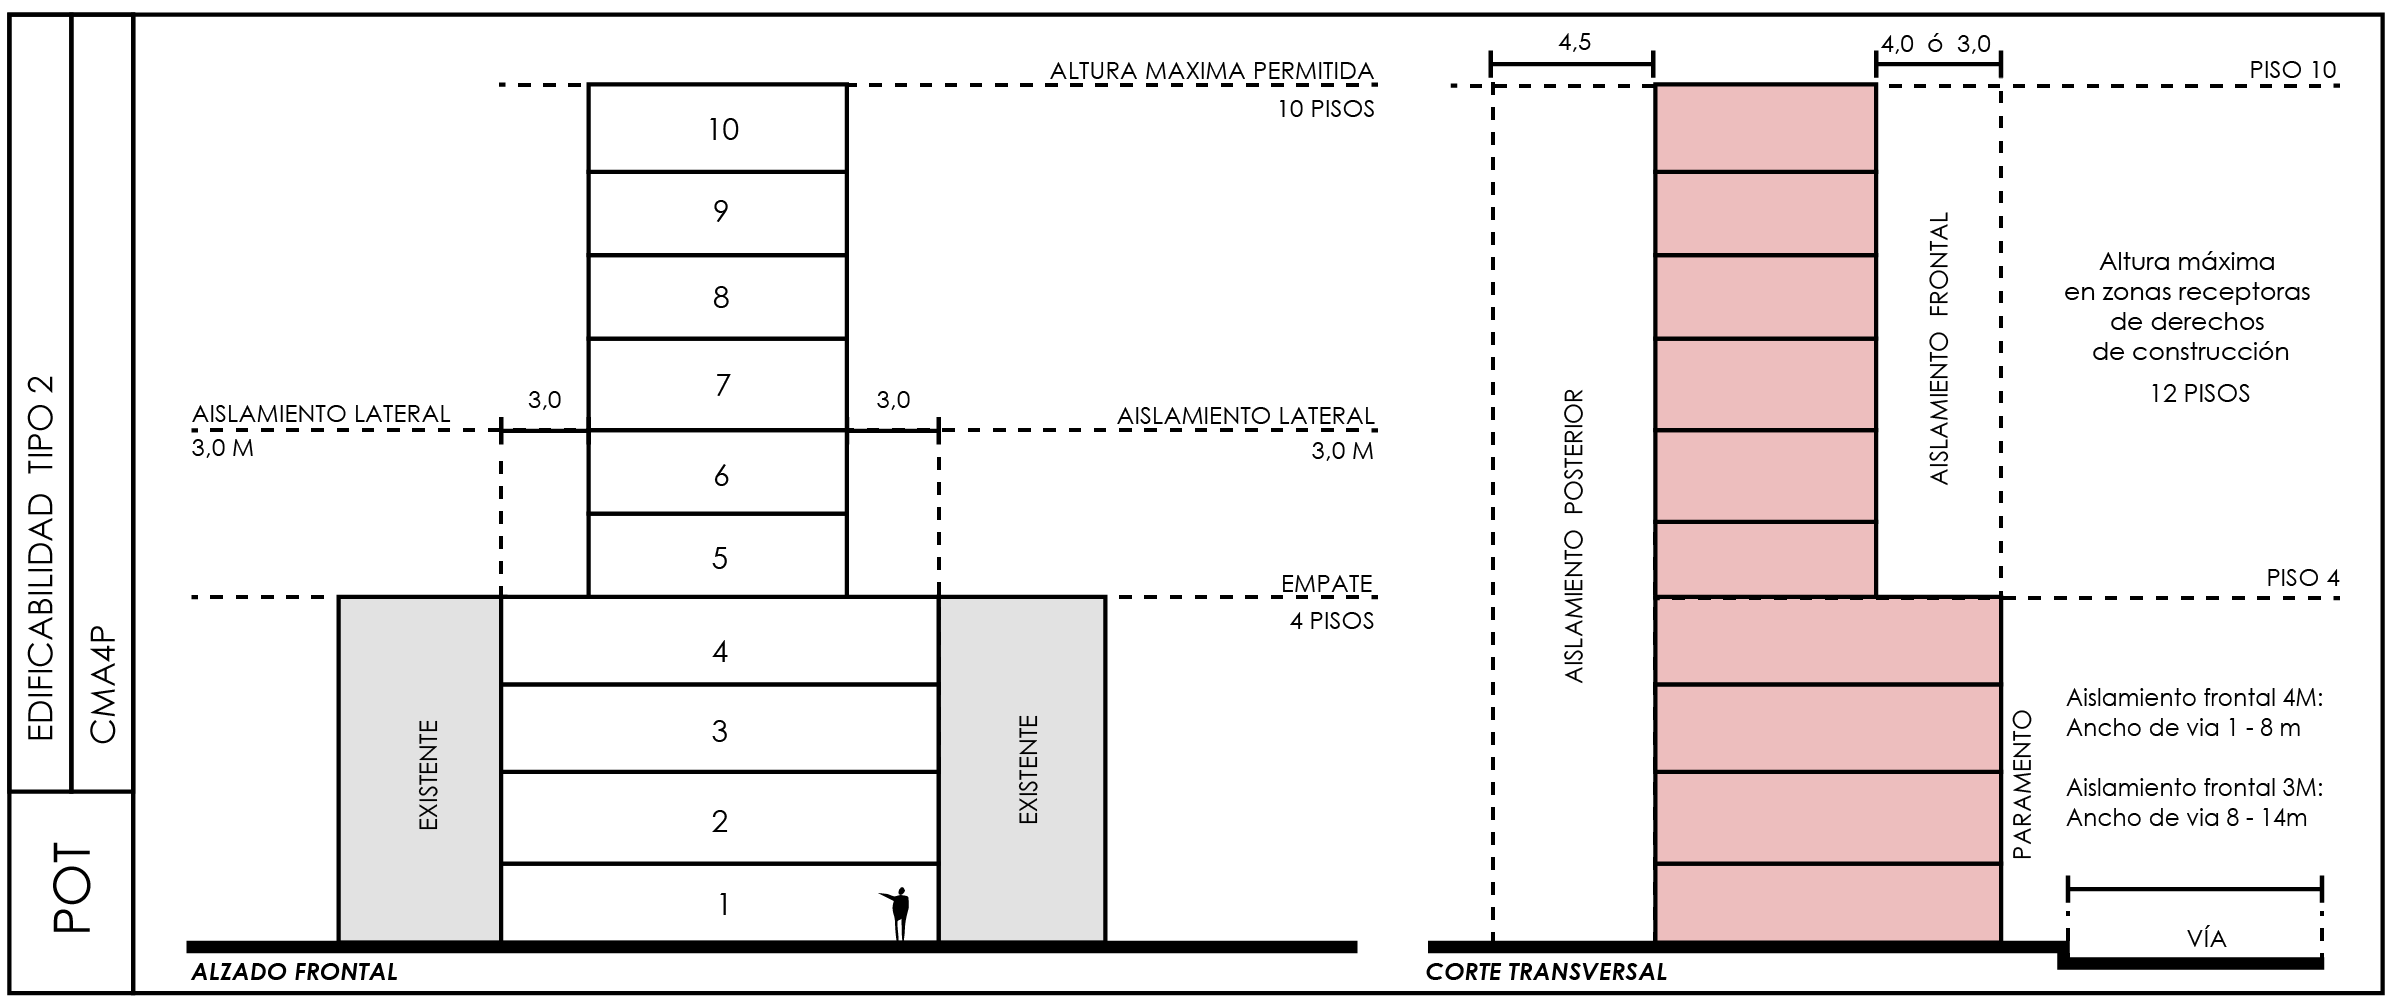 EDIFICABILIDAD TIPO 2
CMA4P
POT
ALTURA MAXIMA PERMITIDA
10 PISOS
10
9
8
7
3,0
3,0
AISLAMIENTO LATERAL
3,0 M
AISLAMIENTO LATERAL
3,0 M
6
5
EMPATE
4 PISOS
4
3
2
1
EXISTENTE
EXISTENTE
ALZADO FRONTAL
4,5
4,0 ó 3,0
PISO 10
AISLAMIENTO POSTERIOR
AISLAMIENTO FRONTAL
Altura máxima
en zonas receptoras
de derechos
de construcción
12 PISOS
PISO 4
PARAMENTO
Aislamiento frontal 4M:
Ancho de via 1 - 8 m
Aislamiento frontal 3M:
Ancho de via 8 - 14m
VÍA
CORTE TRANSVERSAL